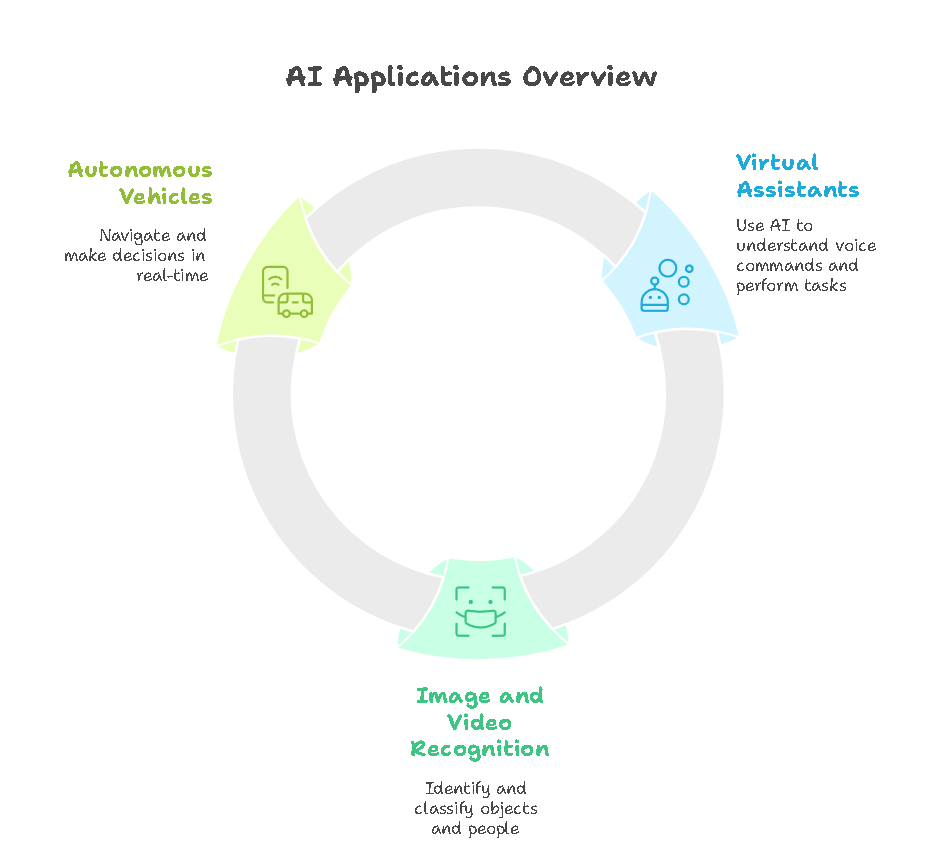 AI Applications Overview
Autonomous
Vehicles
Navigate and
make decisions in
real-time
Virtual
Assistants
Use AI to
understand voice
commands and
perform tasks
Image and
Video
Recognition
Identify and
classify objects
and people